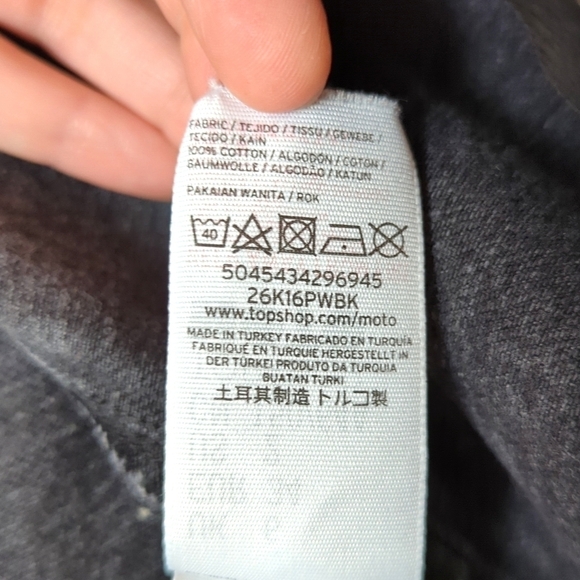 FABRIC / TEJIDO / TISSU / GEWEBE /
TECIDO / KAIN
100% COTTON / ALGODÓN / COTON /
BAUMWOLLE / ALGODÃO / KATUN
PAKAIAN WANITA / ROK
40
5045434296945
26K16PWBK
www.topshop.com/moto
MADE IN TURKEY FABRICADO EN TURQUIA
FABRIQUÉ EN TURQUIE HERGESTELLT IN
DER TÜRKEI PRODUTO DA TURQUIA
BUATAN TURKI
土耳其制造 トルコ製